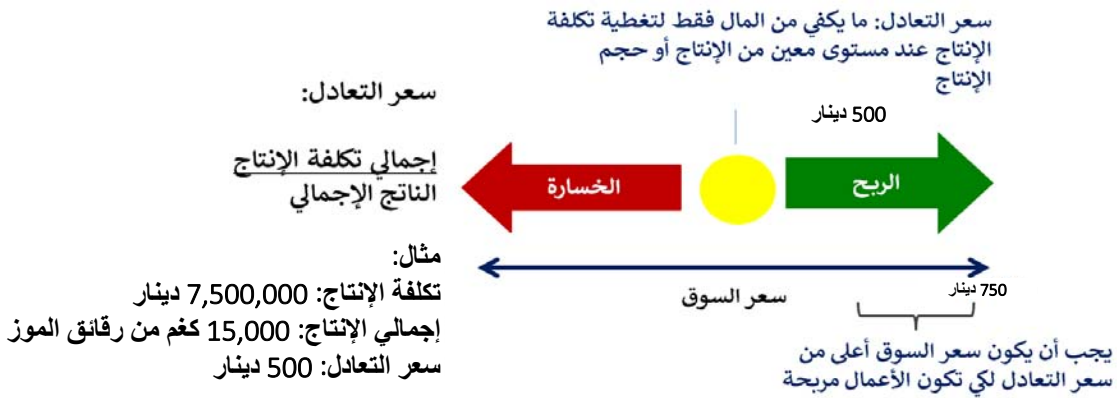 سعر التعادل: ما يكفي من المال فقط لتغطية تكلفة
الإنتاج عند مستوى معين من الإنتاج أو حجم
الإنتاج
500 دينار
سعر التعادل:
إجمالي تكلفة الإنتاج
الناتج الإجمالي
الربح
الخسارة
مثال:
تكلفة الإنتاج: 7,500,000 دينار
إجمالي الإنتاج: 15,000 كغم من رقائق الموز
سعر التعادل: 500 دينار
750 دينار
سعر السوق
يجب أن يكون سعر السوق أعلى من
سعر التعادل لكي تكون الأعمال مربحة